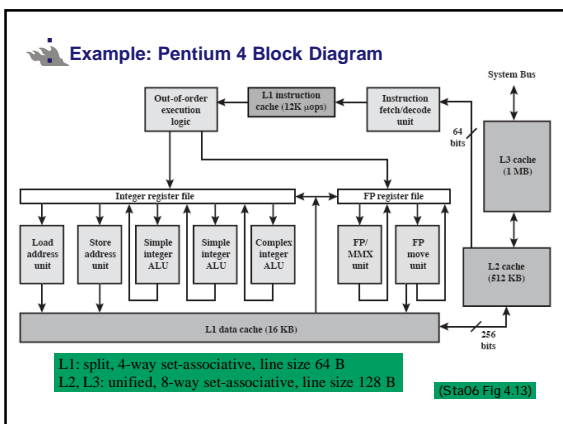 Example: Pentium 4 Block Diagram
System Bus
Out-of-order
execution
logic
L1 instruction
cache (12K μops)
Instruction
fetch/decode
unit
64
bits
L3 cache
(1 MB)
Integer register file
FP register file
Load
address
unit
Store
address
unit
Simple
integer
ALU
Simple
integer
ALU
Complex
integer
ALU
FP/
MMX
unit
FP
move
unit
L2 cache
(512 KB)
L1 data cache (16 KB)
256
bits
L1: split, 4-way set-associative, line size 64 B
L2, L3: unified, 8-way set-associative, line size 128 B
(Sta06 Fig 4.13)